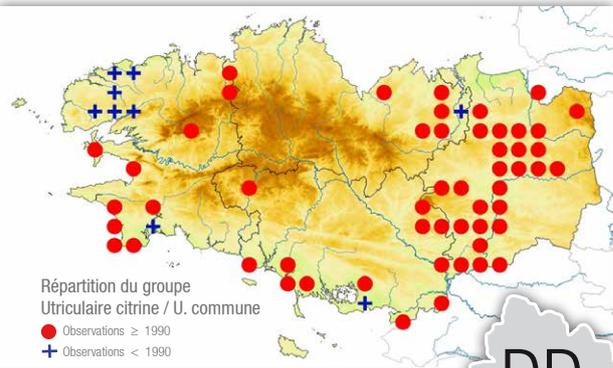 Répartition du groupe
Utriculaire citrine / U. commune
Observations ≥ 1990
Observations < 1990
DD